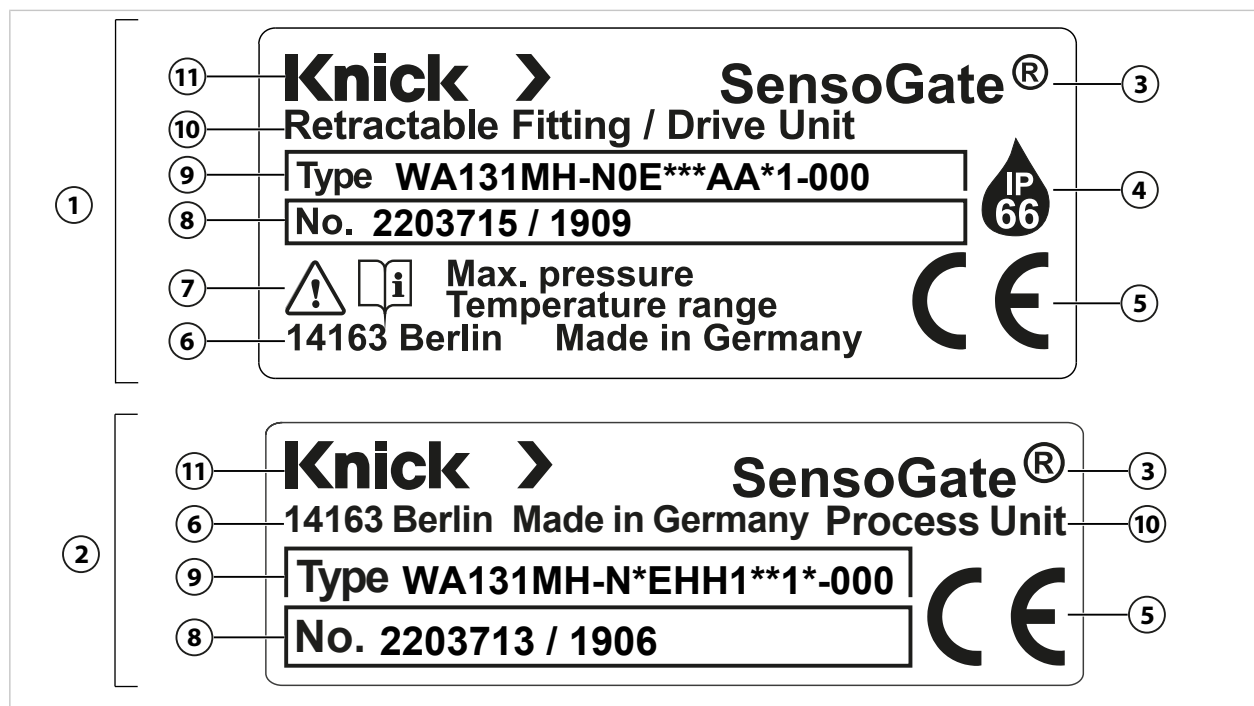 11 Knick > SensoGate® 3
10 Retractable Fitting / Drive Unit
9 Type WA131MH-N0E***AA*1-000 IP 66 4
1
8 No. 2203715 / 1909
7 i Max. pressure
Temperature range CE 5
6 14163 Berlin Made in Germany
11 Knick > SensoGate® 3
6 14163 Berlin Made in Germany Process Unit 10
2
9 Type WA131MH-N*EHH1**1*-000
CE 5
8 No. 2203713 / 1906